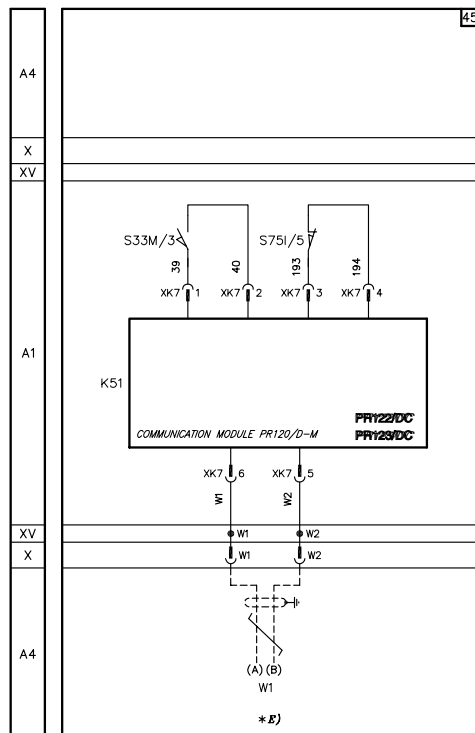 45
A4
X
XV
S33M/3 S75I/5
39 40 193 194
XK7 1 2 XK7 3 4
A1
K51
PR122/DC
COMMUNICATION MODULE PR120/D-M PR123/DC
XK7 6 XK7 5
W1 W2
XV W1 W2
X W1 W2
A4
(A) (B)
W1
*E)